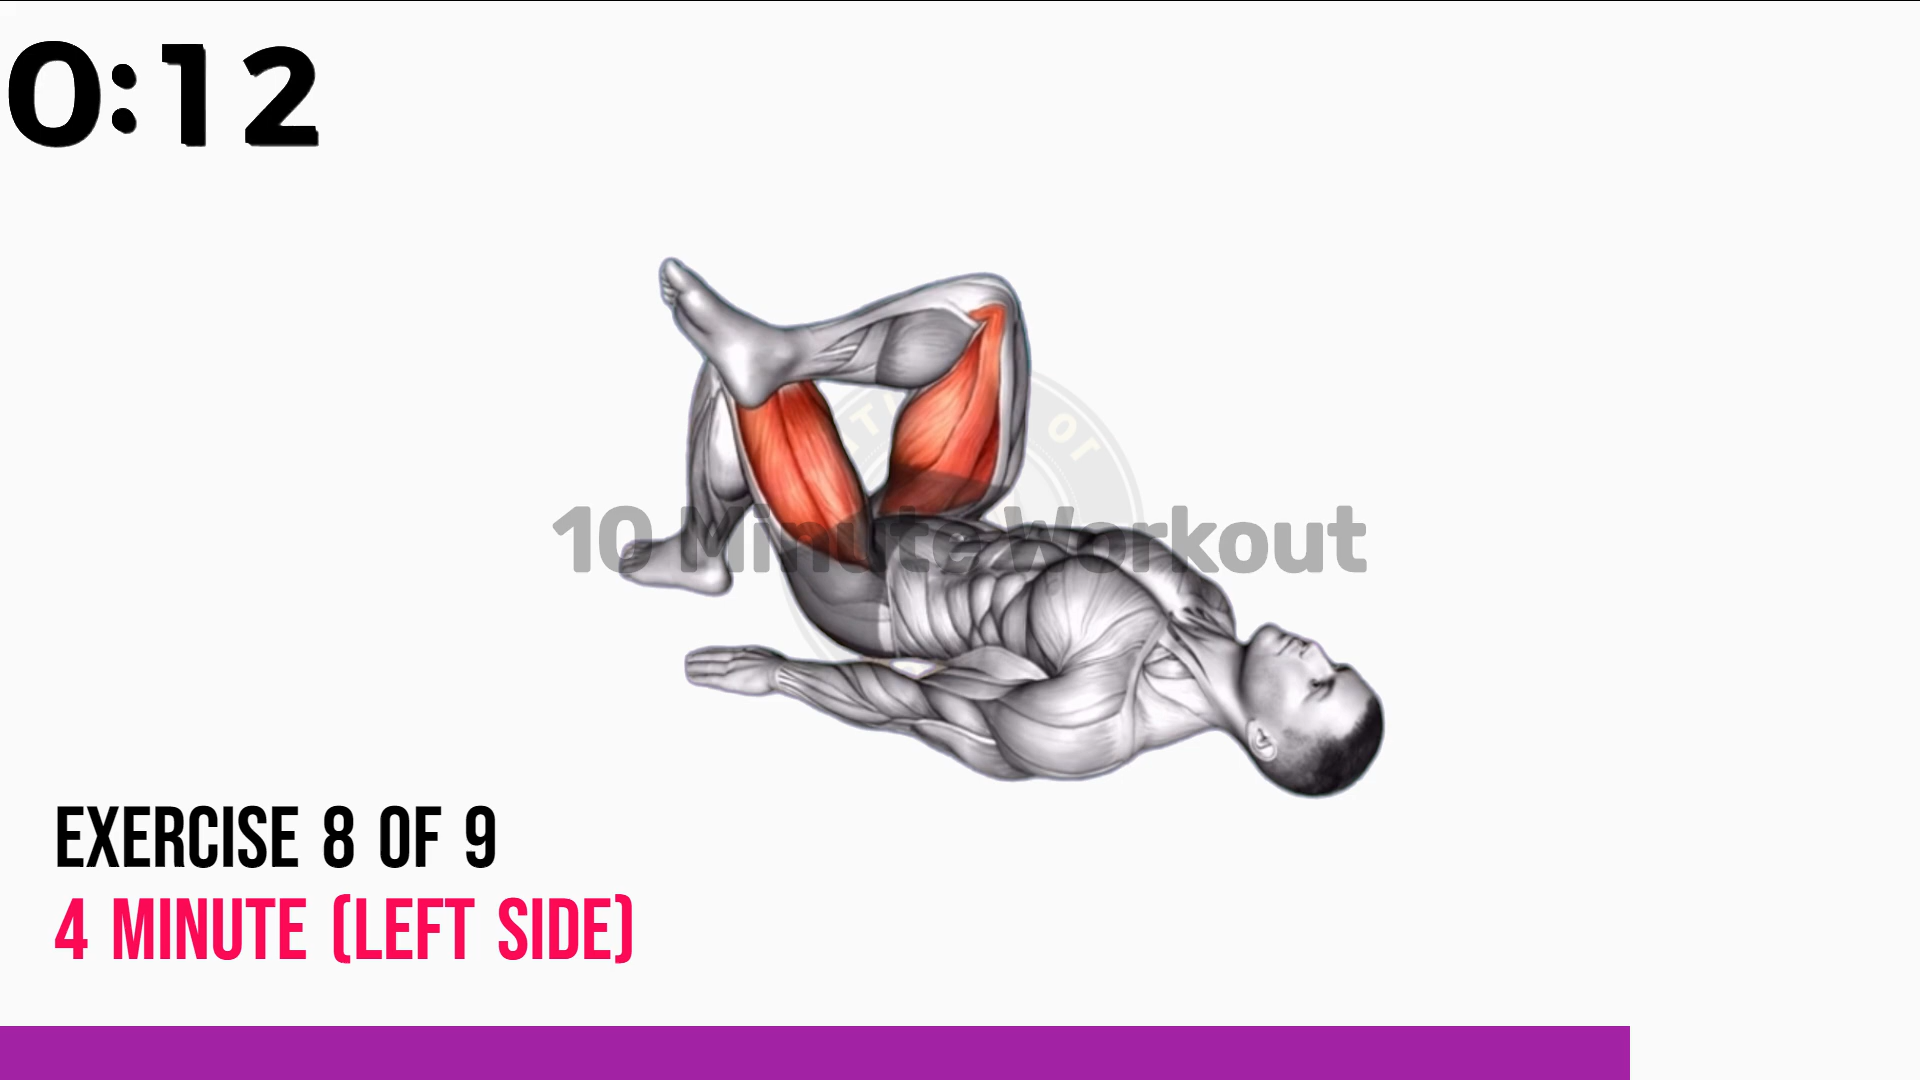 0:12
10 Minute Workout
EXERCISE 8 OF 9
4 MINUTE (LEFT SIDE)